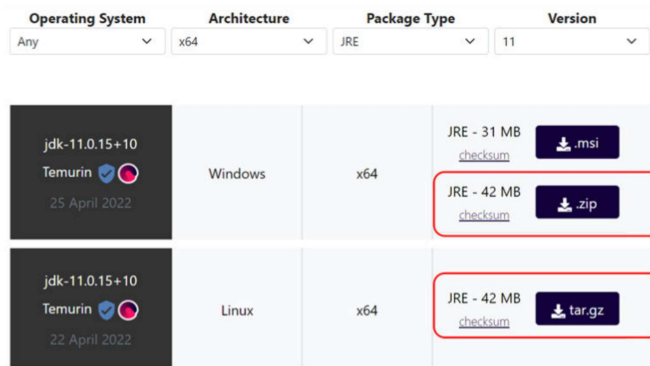 Operating System Architecture Package Type Version
Any x64 JRE 11
jdk-11.0.15+10
Temurin
25 April 2022
Windows
x64
JRE - 31 MB
checksum
.msi
JRE - 42 MB
checksum
.zip
jdk-11.0.15+10
Temurin
22 April 2022
Linux
x64
JRE - 42 MB
checksum
tar.gz